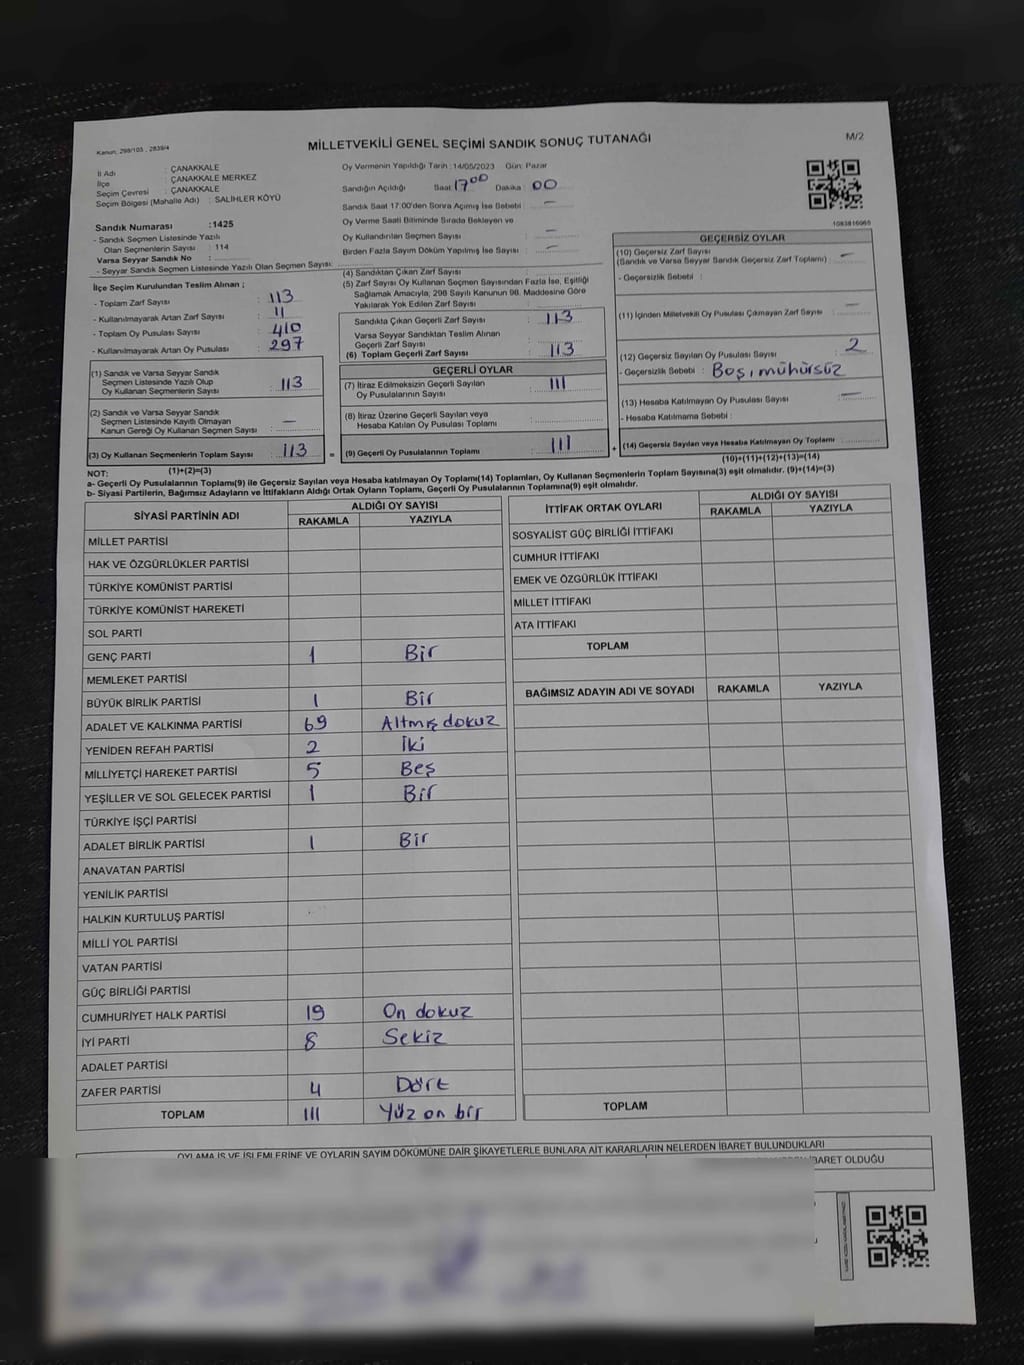 Kanun: 298/103 , 2839/4
MİLLETVEKİLİ GENEL SEÇİMİ SANDIK SONUÇ TUTANAĞI
M/2
İl Adı : ÇANAKKALE
İlçe : ÇANAKKALE MERKEZ
Seçim Çevresi : ÇANAKKALE
Seçim Bölgesi (Mahalle Adı) : SALİHLER KÖYÜ
Sandık Numarası :1425
- Sandık Seçmen Listesinde Yazılı
Olan Seçmenlerin Sayısı : 114
Varsa Seyyar Sandık No :
- Seyyar Sandık Seçmen Listesinde Yazılı Olan Seçmen Sayısı:
Oy Vermenin Yapıldığı Tarih : 14/05/2023 Gün: Pazar
Sandığın Açıldığı Saat 17⁰⁰ Dakika : 00
Sandık Saat 17:00'den Sonra Açımış İse Sebebi : —
Oy Verme Saati Bitiminde Sırada Bekleyen ve
Oy Kullandırılan Seçmen Sayısı : —
Birden Fazla Sayım Döküm Yapılmış İse Sayısı : —
İlçe Seçim Kurulundan Teslim Alınan ;
- Toplam Zarf Sayısı : 113
- Kullanılmayarak Artan Zarf Sayısı : 11
- Toplam Oy Pusulası Sayısı : 410
- Kullanılmayarak Artan Oy Pusulası : 297
(4) Sandıktan Çıkan Zarf Sayısı :
(5) Zarf Sayısı Oy Kullanan Seçmen Sayısından Fazla İse, Eşitliği
Sağlamak Amacıyla, 298 Sayılı Kanunun 98. Maddesine Göre
Yakılarak Yok Edilen Zarf Sayısı :
Sandıkta Çıkan Geçerli Zarf Sayısı : 113
Varsa Seyyar Sandıktan Teslim Alınan
Geçerli Zarf Sayısı :
(6) Toplam Geçerli Zarf Sayısı : 113
(1) Sandık ve Varsa Seyyar Sandık
Seçmen Listesinde Yazılı Olup
Oy Kullanan Seçmenlerin Sayısı : 113
(2) Sandık ve Varsa Seyyar Sandık
Seçmen Listesinde Kayıtlı Olmayan
Kanun Gereği Oy Kullanan Seçmen Sayısı : —
(3) Oy Kullanan Seçmenlerin Toplam Sayısı : 113
(1)+(2)=(3)
=
GEÇERLİ OYLAR
(7) İtiraz Edilmeksizin Geçerli Sayılan
Oy Pusulalarının Sayısı : 111
(8) İtiraz Üzerine Geçerli Sayılan veya
Hesaba Katılan Oy Pusulası Toplamı :
(9) Geçerli Oy Pusulalarının Toplamı : 111
+
1083816065
GEÇERSİZ OYLAR
(10) Geçersiz Zarf Sayısı
(Sandık ve Varsa Seyyar Sandık Geçersiz Zarf Toplamı) : —
- Geçersizlik Sebebi :
(11) İçinden Milletvekili Oy Pusulası Çıkmayan Zarf Sayısı : —
(12) Geçersiz Sayılan Oy Pusulası Sayısı : 2
- Geçersizlik Sebebi : Boş, mühürsüz
(13) Hesaba Katılmayan Oy Pusulası Sayısı : —
- Hesaba Katılmama Sebebi :
(14) Geçersiz Sayılan veya Hesaba Katılmayan Oy Toplamı :
(10)+(11)+(12)+(13)=(14)
NOT:
a- Geçerli Oy Pusulalarının Toplamı(9) ile Geçersiz Sayılan veya Hesaba katılmayan Oy Toplamı(14) Toplamları, Oy Kullanan Seçmenlerin Toplam Sayısına(3) eşit olmalıdır. (9)+(14)=(3)
b- Siyasi Partilerin, Bağımsız Adayların ve İttifakların Aldığı Ortak Oyların Toplamı, Geçerli Oy Pusulalarının Toplamına(9) eşit olmalıdır.
SİYASİ PARTİNİN ADI ALDIĞI OY SAYISI
RAKAMLA YAZIYLA
MİLLET PARTİSİ
HAK VE ÖZGÜRLÜKLER PARTİSİ
TÜRKİYE KOMÜNİST PARTİSİ
TÜRKİYE KOMÜNİST HAREKETİ
SOL PARTİ
GENÇ PARTİ 1 Bir
MEMLEKET PARTİSİ
BÜYÜK BİRLİK PARTİSİ 1 Bir
ADALET VE KALKINMA PARTİSİ 69 Altmış dokuz
YENİDEN REFAH PARTİSİ 2 İki
MİLLİYETÇİ HAREKET PARTİSİ 5 Beş
YEŞİLLER VE SOL GELECEK PARTİSİ 1 Bir
TÜRKİYE İŞÇİ PARTİSİ
ADALET BİRLİK PARTİSİ 1 Bir
ANAVATAN PARTİSİ
YENİLİK PARTİSİ
HALKIN KURTULUŞ PARTİSİ
MİLLİ YOL PARTİSİ
VATAN PARTİSİ
GÜÇ BİRLİĞİ PARTİSİ
CUMHURİYET HALK PARTİSİ 19 On dokuz
İYİ PARTİ 8 Sekiz
ADALET PARTİSİ
ZAFER PARTİSİ 4 Dört
TOPLAM 111 Yüz on bir
İTTİFAK ORTAK OYLARI ALDIĞI OY SAYISI
RAKAMLA YAZIYLA
SOSYALİST GÜÇ BİRLİĞİ İTTİFAKI
CUMHUR İTTİFAKI
EMEK VE ÖZGÜRLÜK İTTİFAKI
MİLLET İTTİFAKI
ATA İTTİFAKI
TOPLAM
BAĞIMSIZ ADAYIN ADI VE SOYADI RAKAMLA YAZIYLA
TOPLAM
OYLAMA İŞ VE İŞLEMLERİNE VE OYLARIN SAYIM DÖKÜMÜNE DAİR ŞİKAYETLERLE BUNLARA AİT KARARLARIN NELERDEN İBARET BULUNDUKLARI
İBARET OLDUĞU